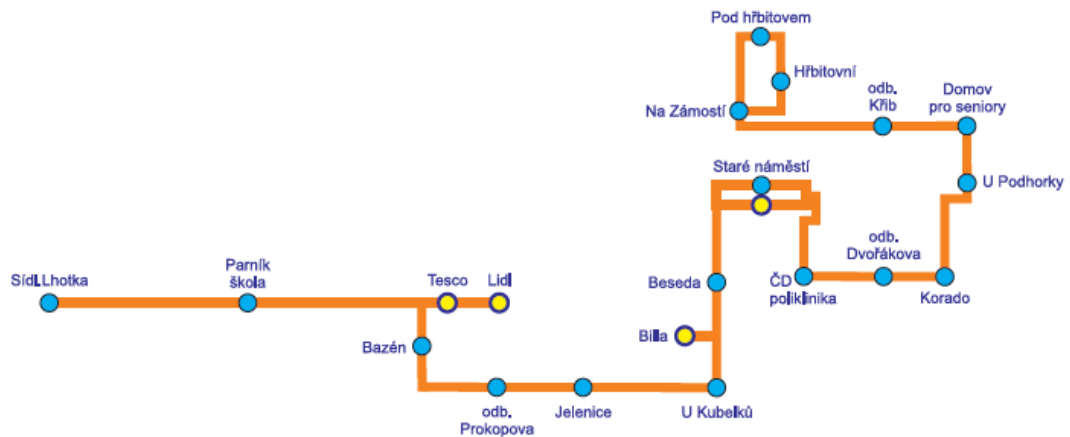 Pod hřbitovem
Hřbitovní
odb.
Křib
Domov
pro seniory
Na Zámostí
Staré náměstí
U Podhorky
odb.
Dvořákova
Parník
škola
Sídl.Lhotka
Tesco
Lidl
Beseda
ČD
poliklinika
Korado
Billa
Bazén
odb.
Prokopova
Jelenice
U Kubelků